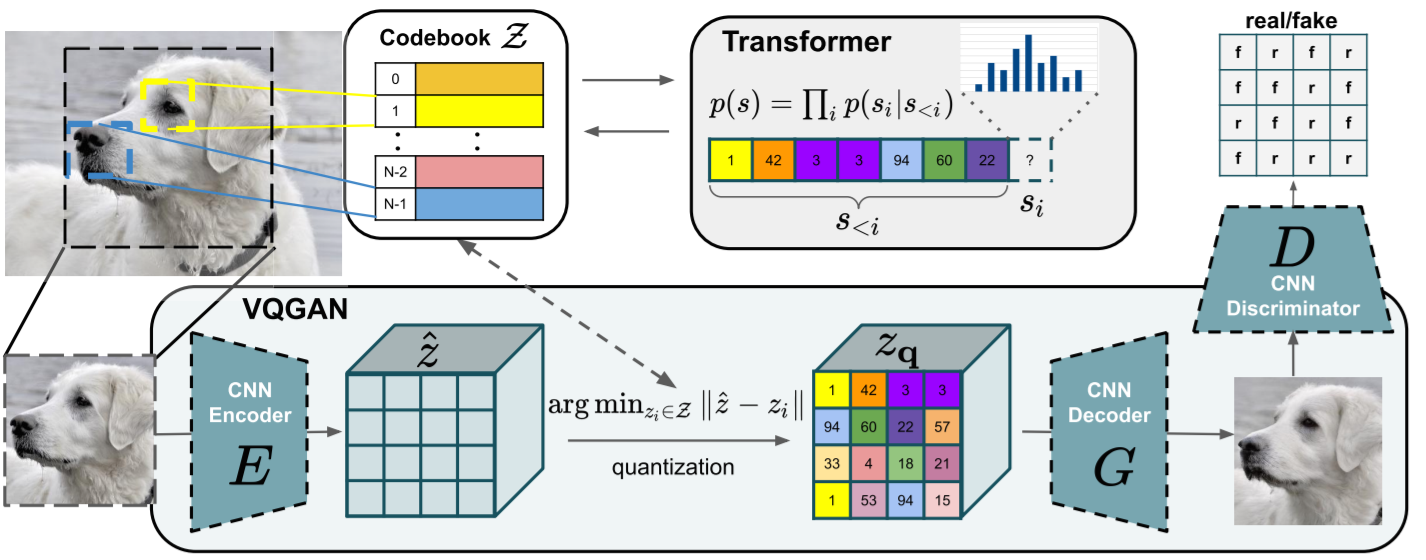 Codebook 𝒵
0
1
: :
N-2
N-1
Transformer
p(s) = ∏ᵢ p(sᵢ|s<ᵢ)
1 42 3 3 94 60 22 ?
s<ᵢ
sᵢ
real/fake
f r f r
f f r f
r f r f
f r r r
D
CNN
Discriminator
VQGAN
CNN
Encoder
E
ẑ
arg min_{zᵢ∈𝒵} ‖ẑ − zᵢ‖
quantization
z_𝐪
1 42 3 3
94 60 22 57
33 4 18 21
1 53 94 15
CNN
Decoder
G